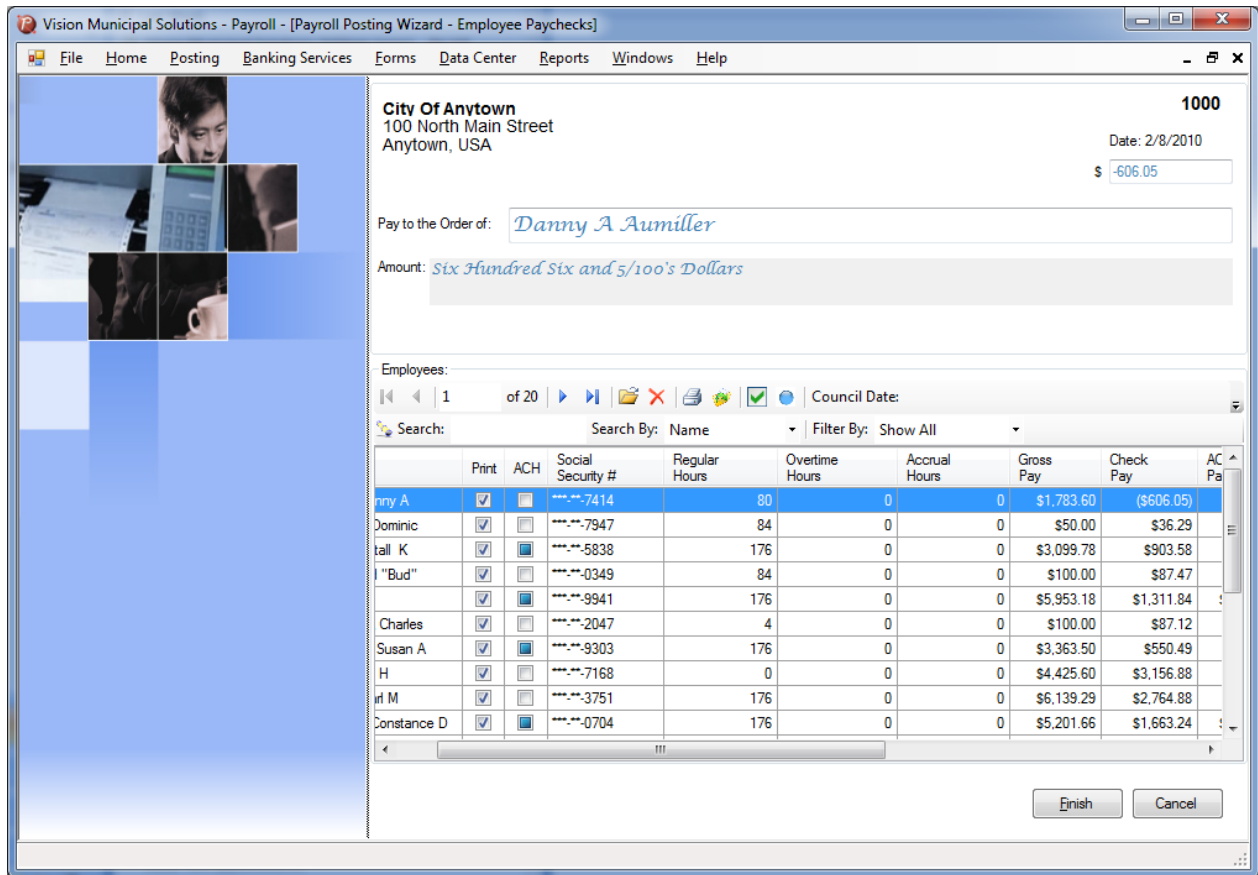 Vision Municipal Solutions - Payroll - [Payroll Posting Wizard - Employee Paychecks]
File Home Posting Banking Services Forms Data Center Reports Windows Help
City Of Anytown 1000
100 North Main Street
Anytown, USA Date: 2/8/2010
$ -606.05
Pay to the Order of: Danny A Aumiller
Amount: Six Hundred Six and 5/100's Dollars
Employees:
1 of 20 Council Date:
Search: Search By: Name Filter By: Show All
Print ACH Social Security # Regular Hours Overtime Hours Accrual Hours Gross Pay Check Pay AC Pa
nny A ***-**-7414 80 0 0 $1,783.60 ($606.05)
Dominic ***-**-7947 84 0 0 $50.00 $36.29
tall K ***-**-5838 176 0 0 $3,099.78 $903.58
l "Bud" ***-**-0349 84 0 0 $100.00 $87.47
***-**-9941 176 0 0 $5,953.18 $1,311.84
Charles ***-**-2047 4 0 0 $100.00 $87.12
Susan A ***-**-9303 176 0 0 $3,363.50 $550.49
H ***-**-7168 0 0 0 $4,425.60 $3,156.88
rl M ***-**-3751 176 0 0 $6,139.29 $2,764.88
Constance D ***-**-0704 176 0 0 $5,201.66 $1,663.24
Finish Cancel